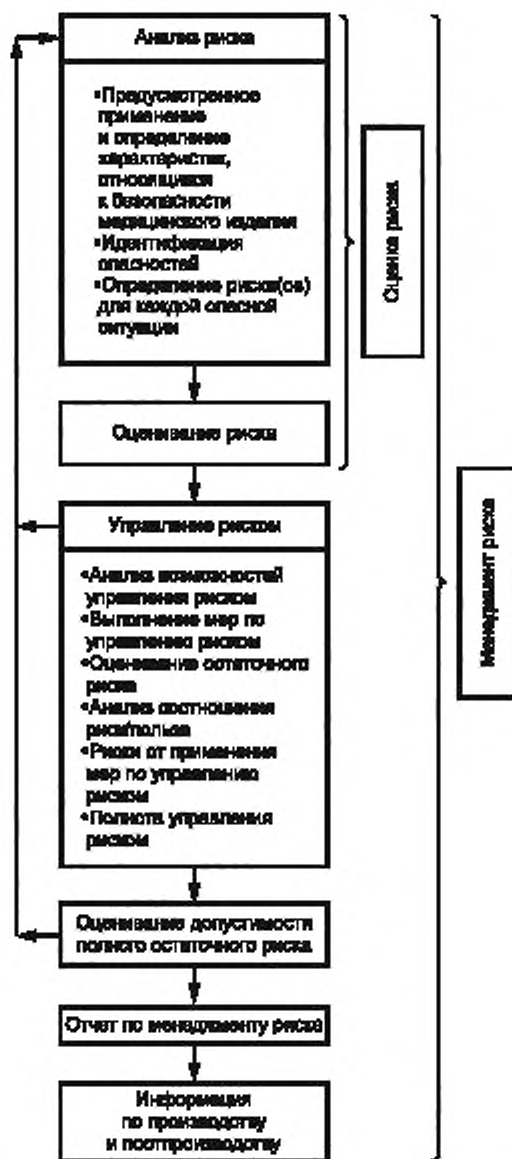 Анализ риска
•Предусмотренное
применение
и определение
характеристик,
относящихся
к безопасности
медицинского изделия
•Идентификация
опасностей
•Определение риска(ов)
для каждой опасной
ситуации
Оценивание риска
Оценка риска
Управление риском
•Анализ возможностей
управления риском
•Выполнение мер по
управлению риском
•Оценивание остаточного
риска
•Анализ соотношения
риск/польза
•Риски от применения
мер по управлению
риском
•Полнота управления
риском
Менеджмент риска
Оценивание допустимости
полного остаточного риска
Отчет по менеджменту риска
Информация
по производству
и постпроизводству